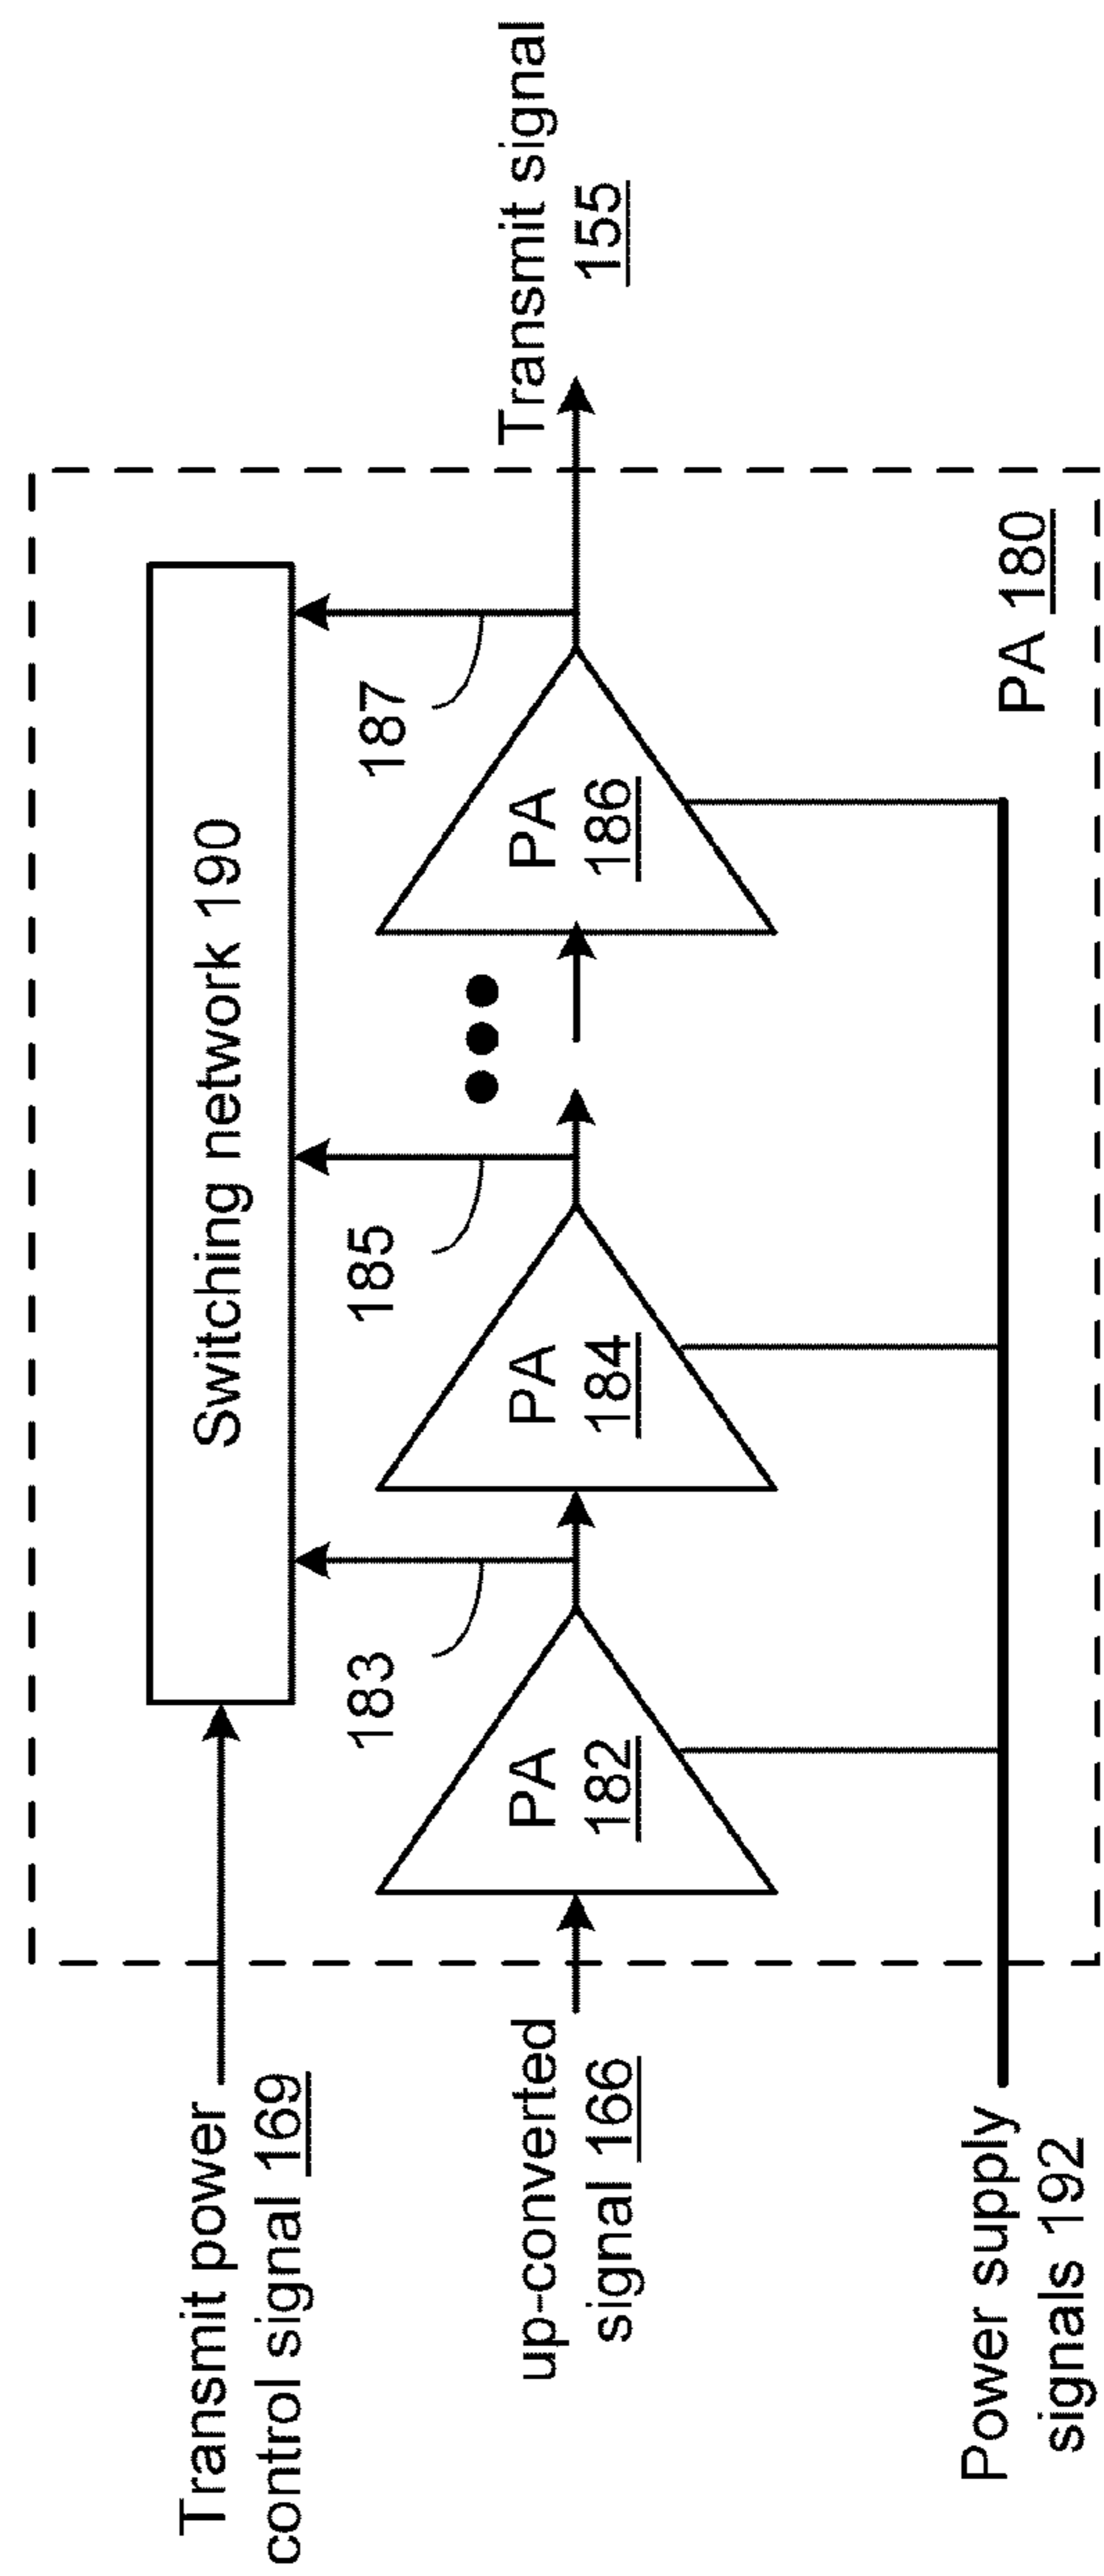 Transmit power
control signal 169
Switching network 190
183
185
187
up-converted
signal 166
PA
182
PA
184
PA
186
Transmit signal
155
Power supply
signals 192
PA 180